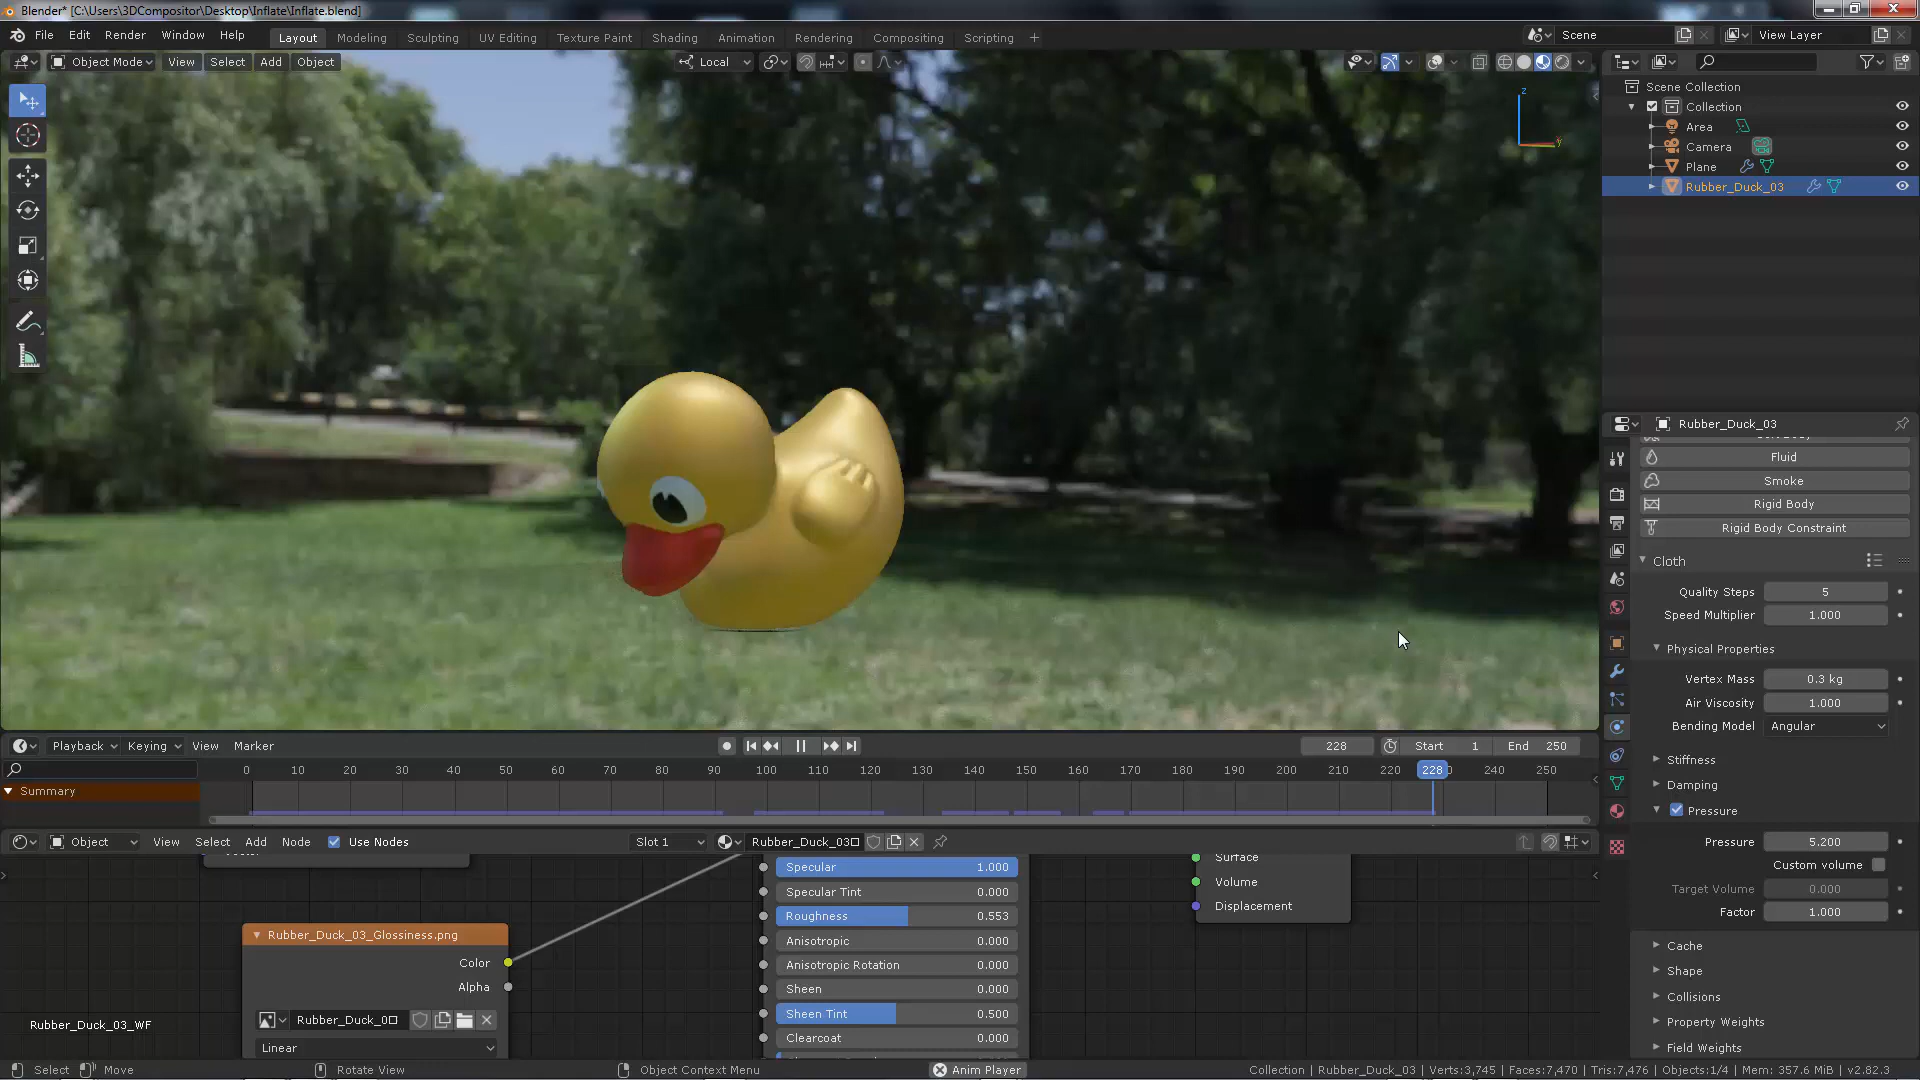 Blender* [C:\Users\3DCompositor\Desktop\Inflate\Inflate.blend]
File Edit Render Window Help Layout Modeling Sculpting UV Editing Texture Paint Shading Animation Rendering Compositing Scripting + Scene View Layer
Object Mode View Select Add Object Local
Z
Y
Scene Collection
Collection
Area
Camera
Plane
Rubber_Duck_03
Rubber_Duck_03
Fluid
Smoke
Rigid Body
Rigid Body Constraint
Cloth
Quality Steps 5
Speed Multiplier 1.000
Physical Properties
Vertex Mass 0.3 kg
Air Viscosity 1.000
Bending Model Angular
Stiffness
Damping
Pressure
Pressure 5.200
Custom volume
Target Volume 0.000
Factor 1.000
Cache
Shape
Collisions
Property Weights
Field Weights
Playback Keying View Marker 228 Start 1 End 250
0 10 20 30 40 50 60 70 80 90 100 110 120 130 140 150 160 170 180 190 200 210 220 228 240 250
Summary
Object View Select Add Node Use Nodes Slot 1 Rubber_Duck_03
Specular 1.000
Specular Tint 0.000
Roughness 0.553
Anisotropic 0.000
Anisotropic Rotation 0.000
Sheen 0.000
Sheen Tint 0.500
Clearcoat 0.000
Surface
Volume
Displacement
Rubber_Duck_03_Glossiness.png
Color
Alpha
Rubber_Duck_0
Linear
Rubber_Duck_03_WF
Select Move Rotate View Object Context Menu Anim Player Collection | Rubber_Duck_03 | Verts:3,745 | Faces:7,470 | Tris:7,476 | Objects:1/4 | Mem: 357.6 MiB | v2.82.3